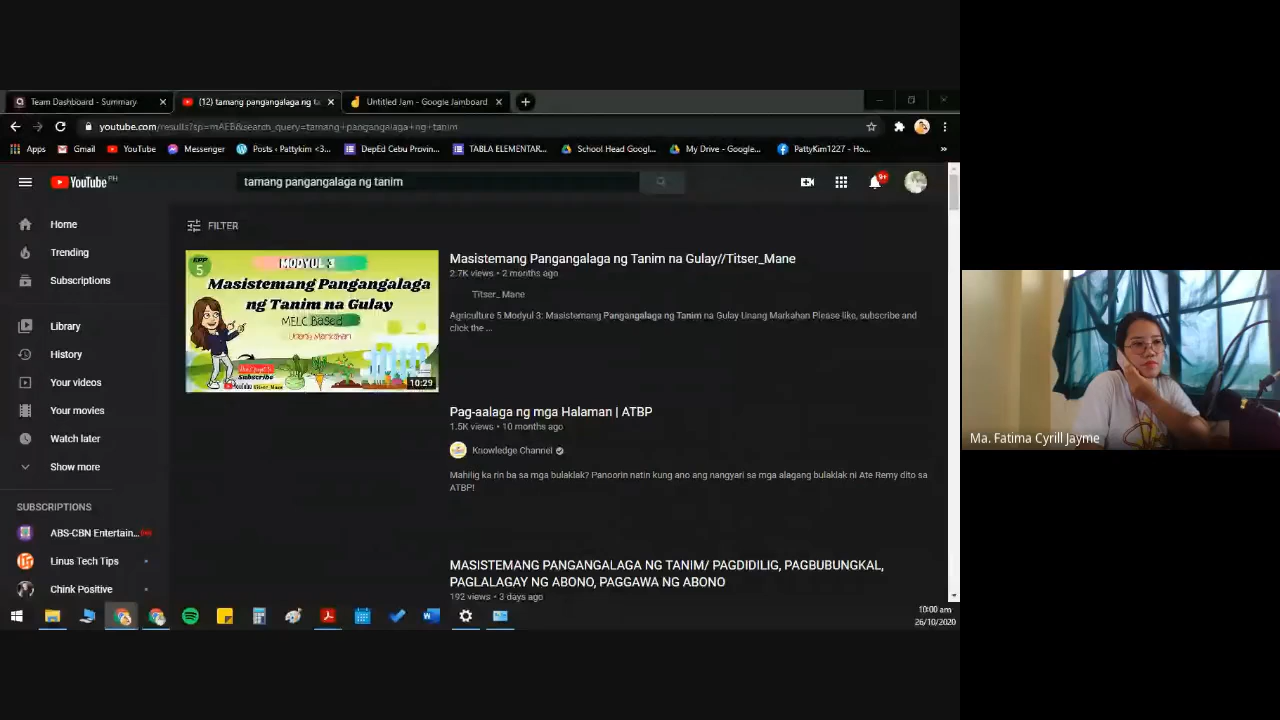 Team Dashboard - Summary
(12) tamang pangangalaga ng ta
Untitled Jam - Google Jamboard
youtube.com/results?sp=mAEB&search_query=tamang+pangangalaga+ng+tanim
Apps
Gmail
YouTube
Messenger
Posts ‹ Pattykim <3...
DepEd Cebu Provin...
TABLA ELEMENTAR...
School Head Googl...
My Drive - Google...
PattyKim1227 - Ho...
YouTube PH
tamang pangangalaga ng tanim
9+
Home
Trending
Subscriptions
Library
History
Your videos
Your movies
Watch later
Show more
SUBSCRIPTIONS
ABS-CBN Entertain...
Linus Tech Tips
Chink Positive
FILTER
EPP
5
MODYUL 3
Masistemang Pangangalaga
ng Tanim na Gulay
MELC Based
Unang Markahan
Subscribe
10:29
Masistemang Pangangalaga ng Tanim na Gulay//Titser_Mane
2.7K views • 2 months ago
Titser_ Mane
Agriculture 5 Modyul 3: Masistemang Pangangalaga ng Tanim na Gulay Unang Markahan Please like, subscribe and
click the ...
Pag-aalaga ng mga Halaman | ATBP
1.5K views • 10 months ago
Knowledge Channel
Mahilig ka rin ba sa mga bulaklak? Panoorin natin kung ano ang nangyari sa mga alagang bulaklak ni Ate Remy dito sa
ATBP!
MASISTEMANG PANGANGALAGA NG TANIM/ PAGDIDILIG, PAGBUBUNGKAL,
PAGLALAGAY NG ABONO, PAGGAWA NG ABONO
192 views • 3 days ago
10:00 am
26/10/2020
Ma. Fatima Cyrill Jayme